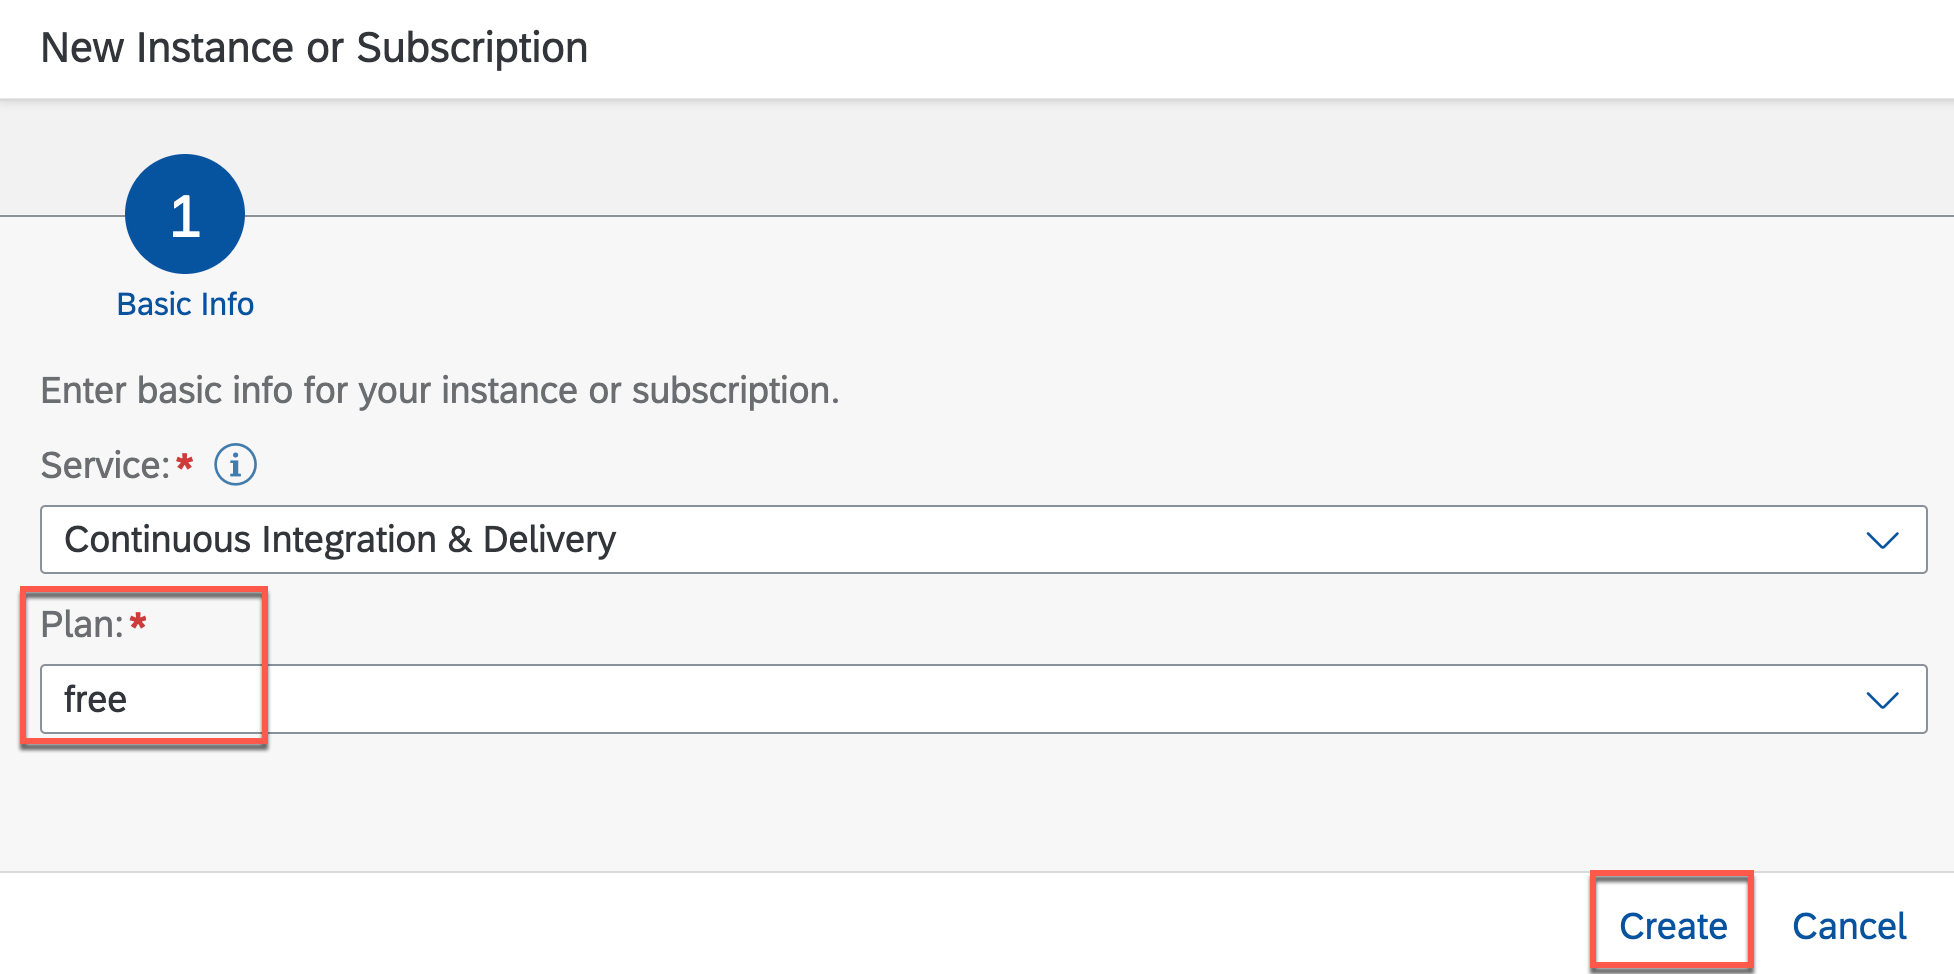 New Instance or Subscription
1
Basic Info
Enter basic info for your instance or subscription.
Service:* i
Continuous Integration & Delivery
Plan:*
free
Create Cancel